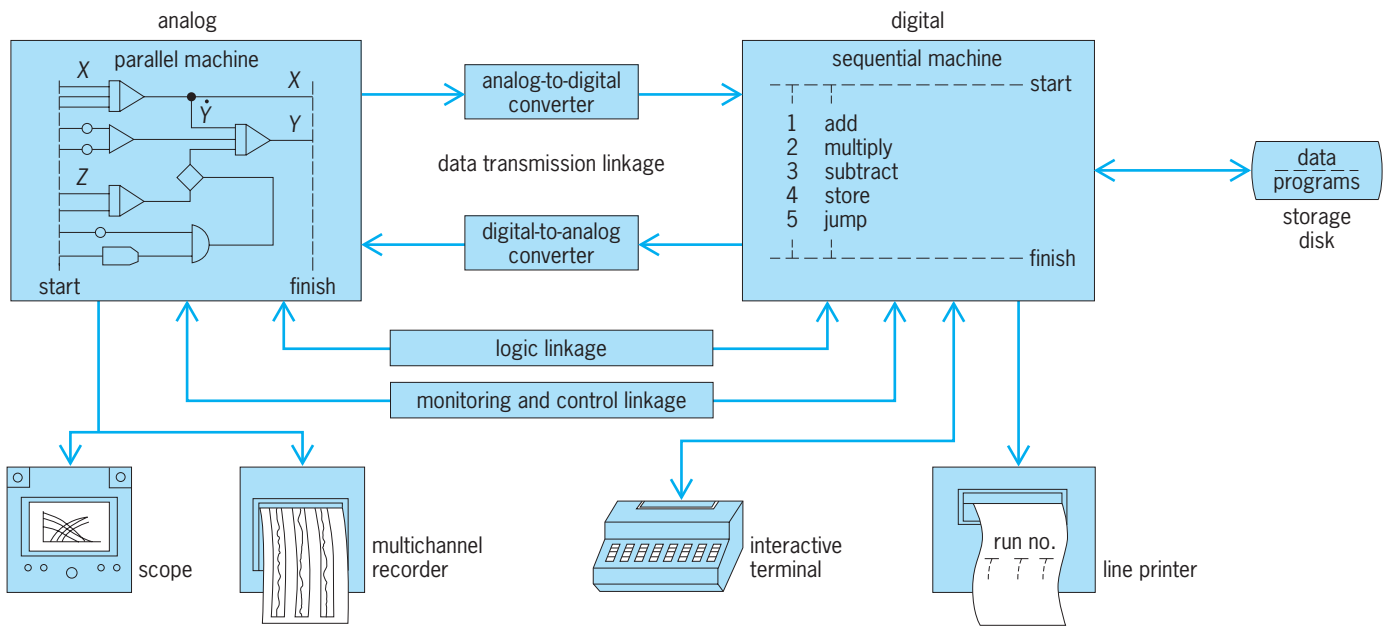 analog
parallel machine
X
X
Ẏ
Y
Z
start
finish
analog-to-digital
converter
data transmission linkage
digital-to-analog
converter
digital
sequential machine
start
1 add
2 multiply
3 subtract
4 store
5 jump
finish
data
programs
storage
disk
logic linkage
monitoring and control linkage
scope
multichannel
recorder
interactive
terminal
run no.
line printer